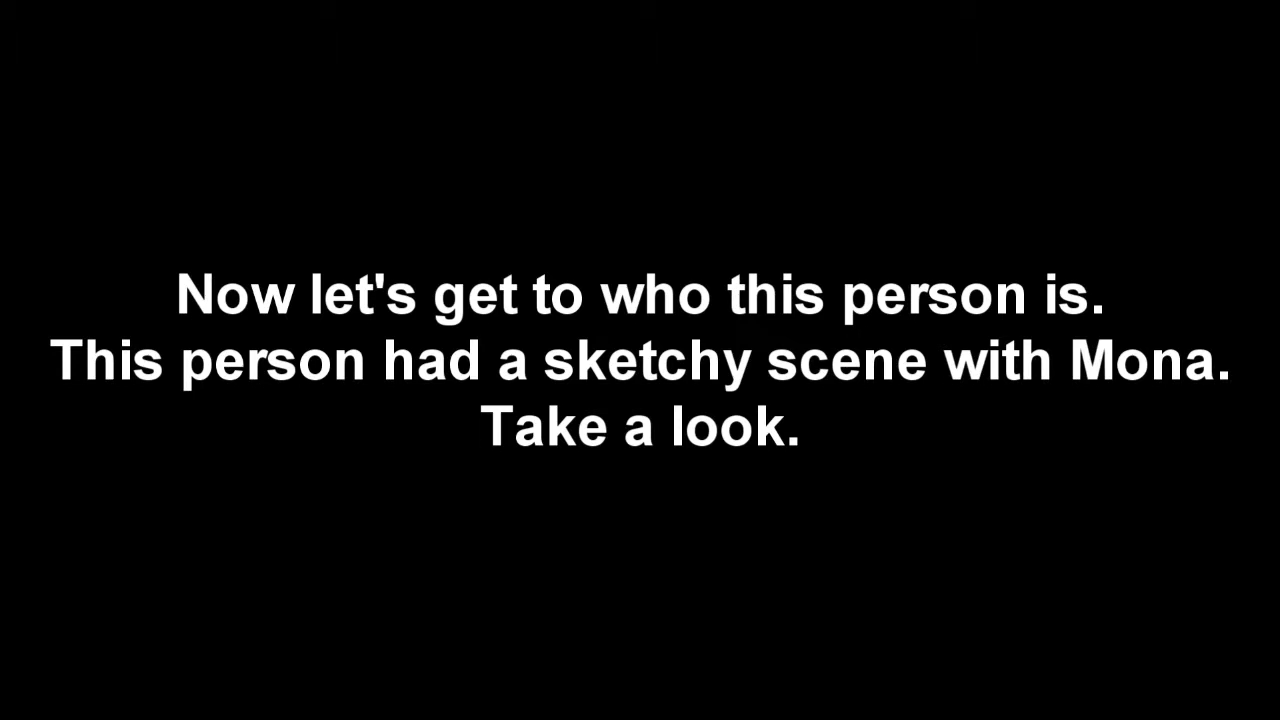 Now let's get to who this person is.
This person had a sketchy scene with Mona.
Take a look.